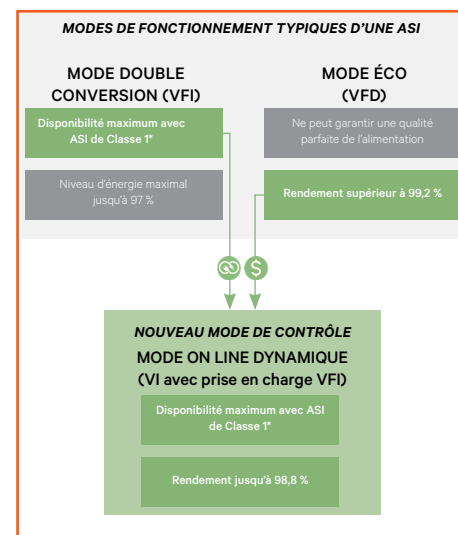 MODES DE FONCTIONNEMENT TYPIQUES D'UNE ASI
MODE DOUBLE
CONVERSION (VFI)
Disponibilité maximum avec
ASI de Classe 1*
Niveau d'énergie maximal
jusqu'à 97 %
MODE ÉCO
(VFD)
Ne peut garantir une qualité
parfaite de l'alimentation
Rendement supérieur à 99,2 %
$
NOUVEAU MODE DE CONTRÔLE
MODE ON LINE DYNAMIQUE
(VI avec prise en charge VFI)
Disponibilité maximum avec ASI
de Classe 1*
Rendement jusqu'à 98,8 %